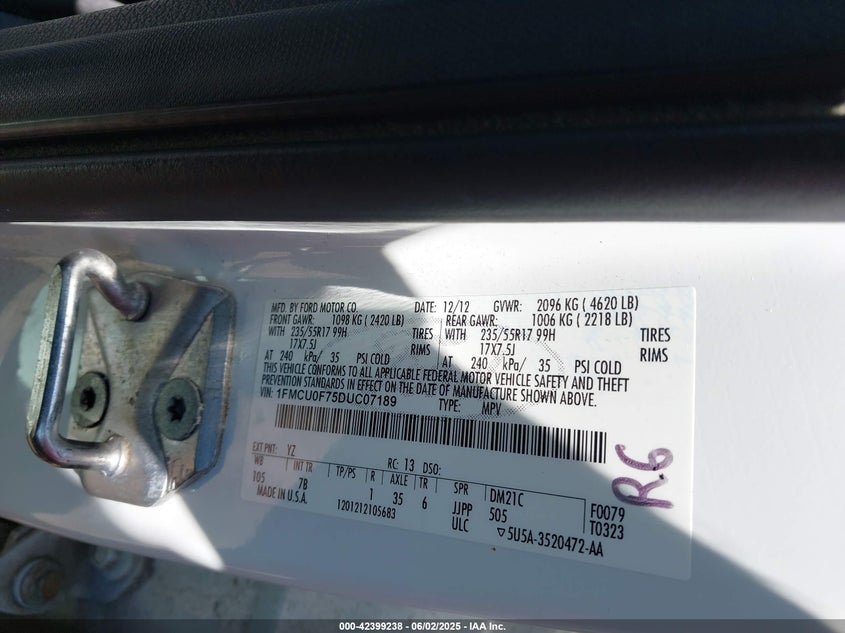 MFD. BY FORD MOTOR CO. DATE: 12/12 GVWR: 2096 KG ( 4620 LB)
FRONT GAWR: 1098 KG ( 2420 LB) REAR GAWR: 1006 KG ( 2218 LB)
WITH 235/55R17 99H TIRES WITH 235/55R17 99H TIRES
17X7.5J RIMS 17X7.5J RIMS
AT 240 kPa/ 35 PSI COLD AT 240 kPa/ 35 PSI COLD
THIS VEHICLE CONFORMS TO ALL APPLICABLE FEDERAL MOTOR VEHICLE SAFETY AND THEFT
PREVENTION STANDARDS IN EFFECT ON THE DATE OF MANUFACTURE SHOWN ABOVE.
VIN: 1FMCU0F75DUC07189 TYPE: MPV
EXT PNT: YZ RC: 13 DSO:
WB INT TR TP/PS R AXLE TR SPR DM21C
105 7B 1 35 6 JJPP 505 F0079
MADE IN U.S.A. 1201212105683 ULC ▽5U5A-3520472-AA T0323
R6
000-42399238 - 06/02/2025 - IAA Inc.